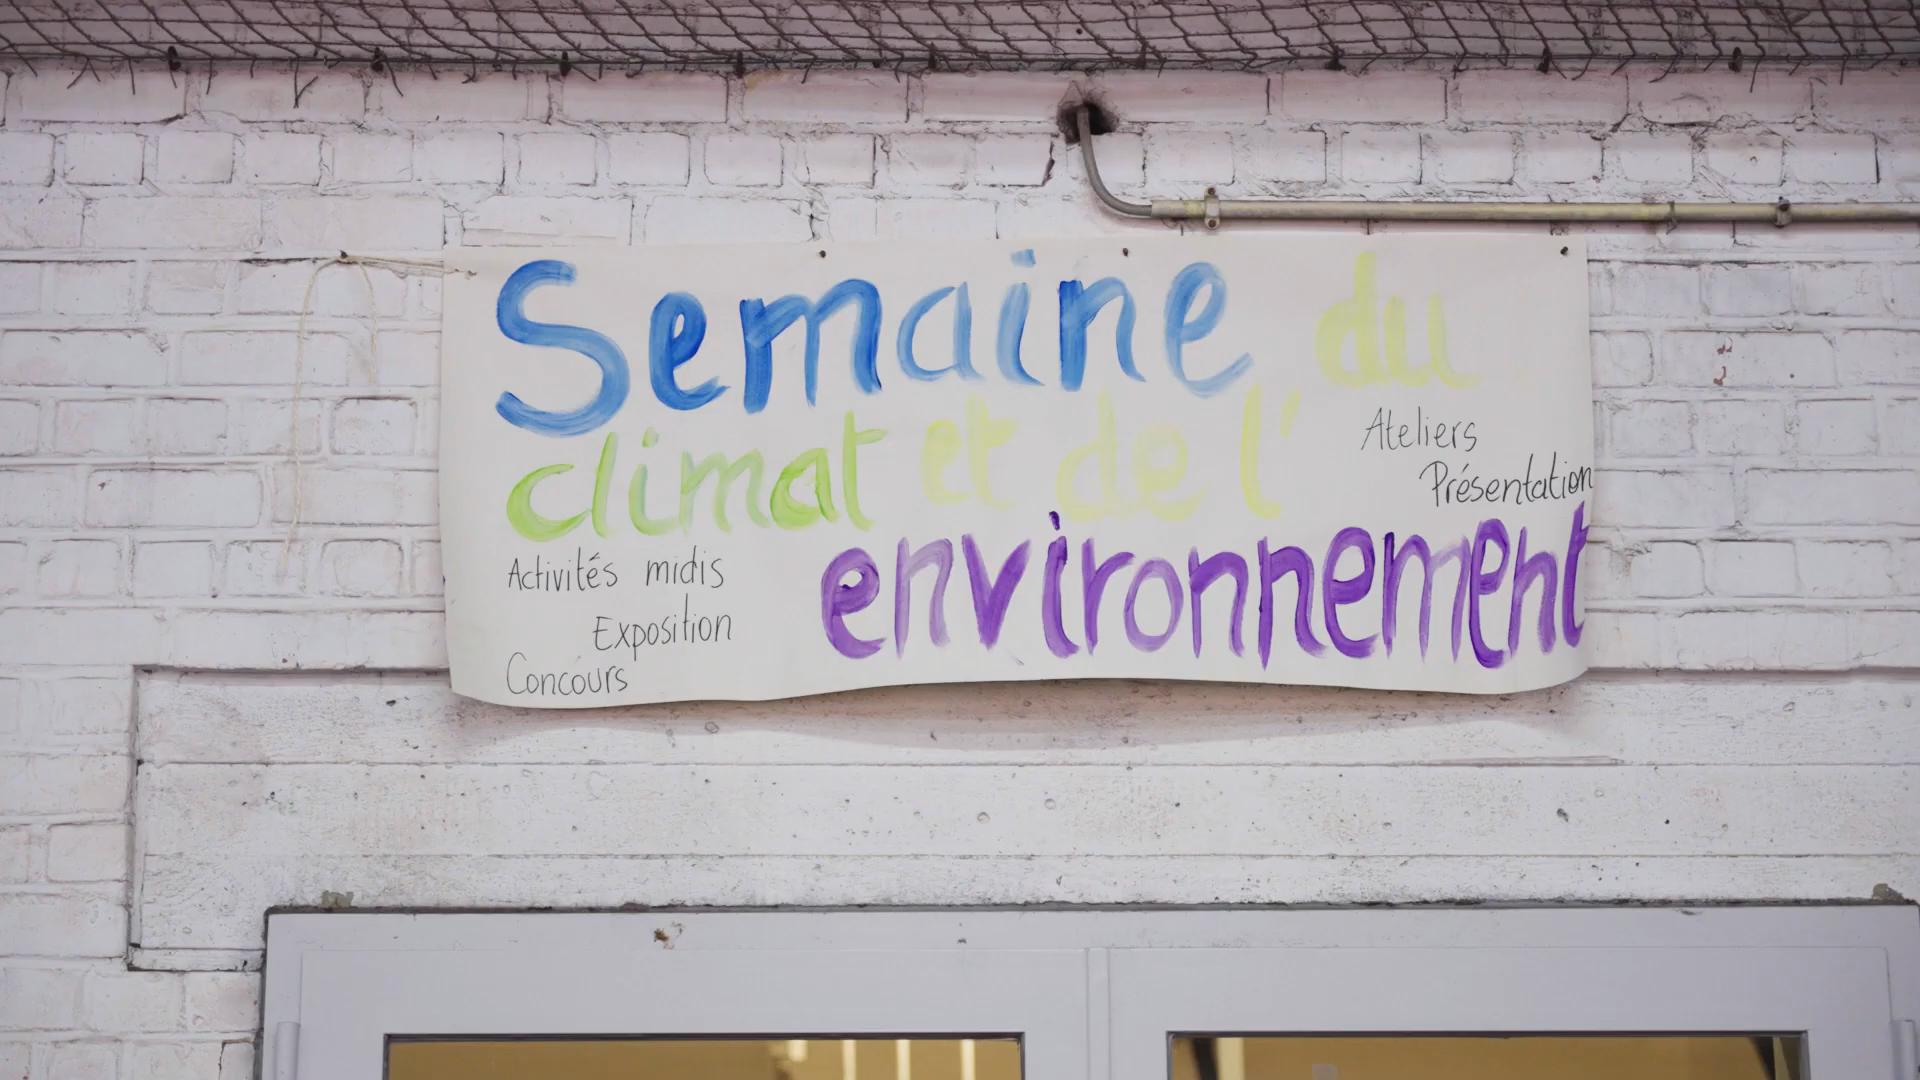 Semaine du
climat et de l'
environnement
Ateliers
Présentation
Activités midis
Exposition
Concours